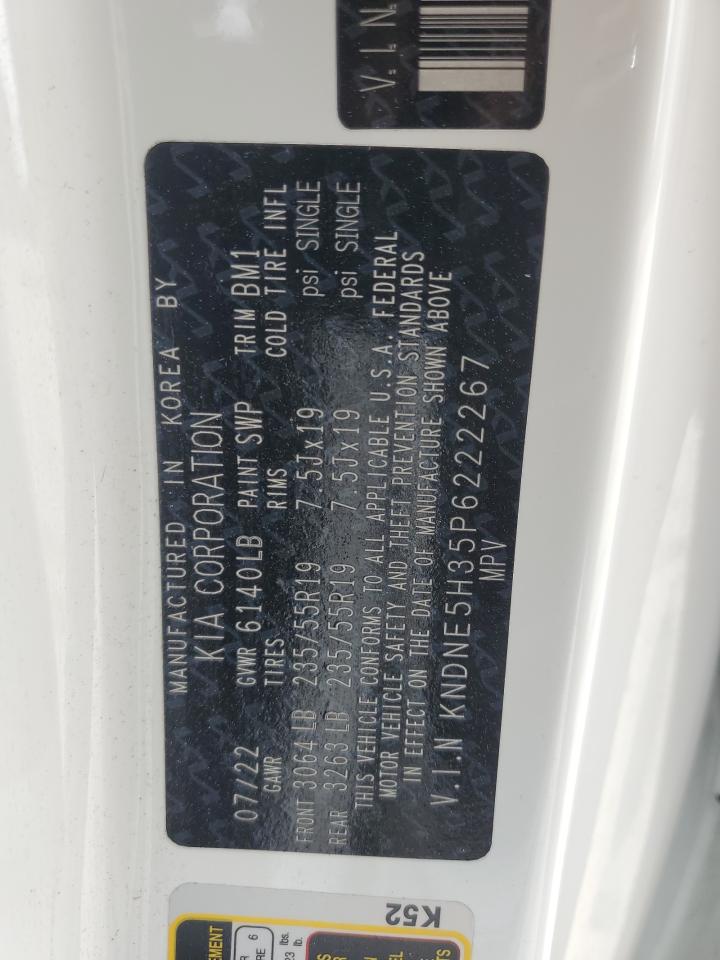 V.I.N
MANUFACTURED IN KOREA BY
KIA CORPORATION
07/22 GVWR 6140LB PAINT SWP TRIM BM1
GAWR TIRES RIMS COLD TIRE INFL
FRONT 3064LB 235/55R19 7.5Jx19 psi SINGLE
REAR 3263LB 235/55R19 7.5Jx19 psi SINGLE
THIS VEHICLE CONFORMS TO ALL APPLICABLE U.S.A. FEDERAL
MOTOR VEHICLE SAFETY AND THEFT PREVENTION STANDARDS
IN EFFECT ON THE DATE OF MANUFACTURE SHOWN ABOVE
V.I.N KNDNE5H35P6222267
MPV
K52